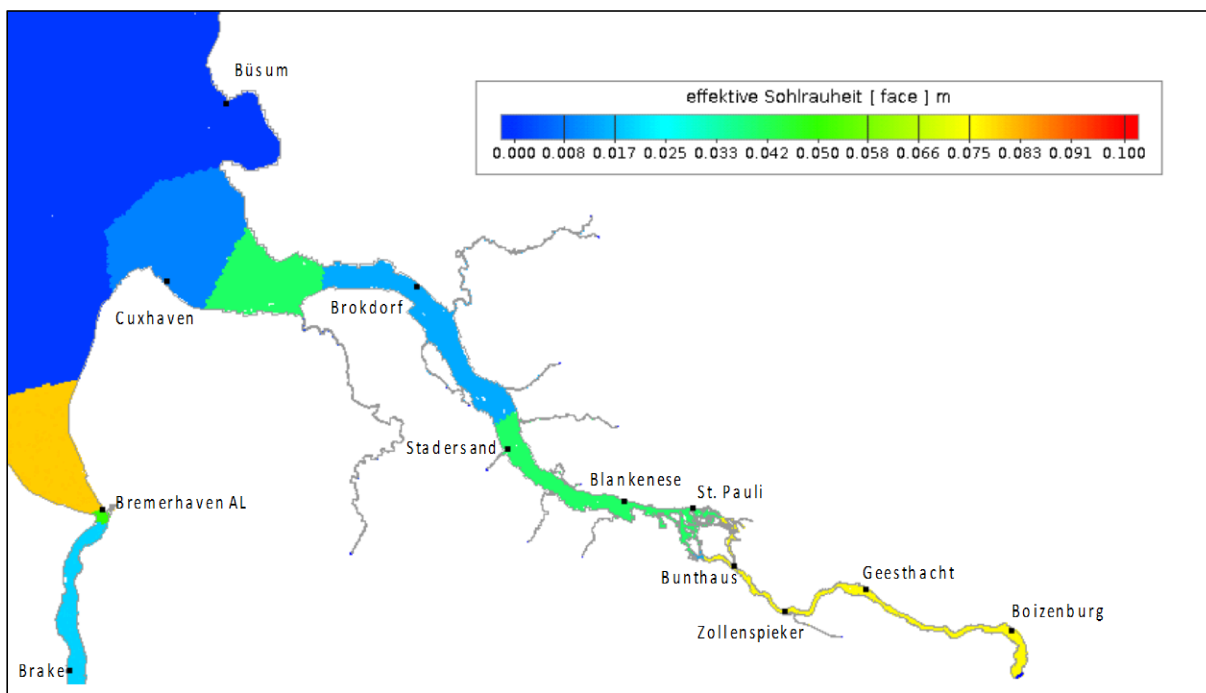 Büsum
effektive Sohlrauheit [ face ] m
0.000 0.008 0.017 0.025 0.033 0.042 0.050 0.058 0.066 0.075 0.083 0.091 0.100
Cuxhaven
Brokdorf
Stadersand
Blankenese
St. Pauli
Bremerhaven AL
Bunthaus
Geesthacht
Zollenspieker
Boizenburg
Brake